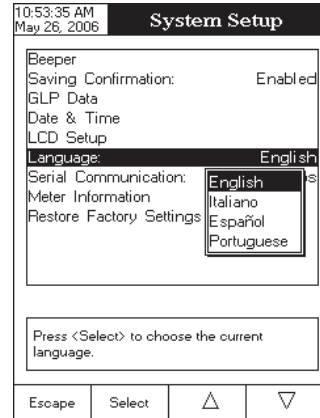 10:53:35 AM
May 26, 2006
System Setup
Beeper
Saving Confirmation: Enabled
GLP Data
Date & Time
LCD Setup
Language: English
Serial Communication:
Meter Information
Restore Factory Settings
English
Italiano
Español
Portuguese
Press <Select> to choose the current
language.
Escape Select